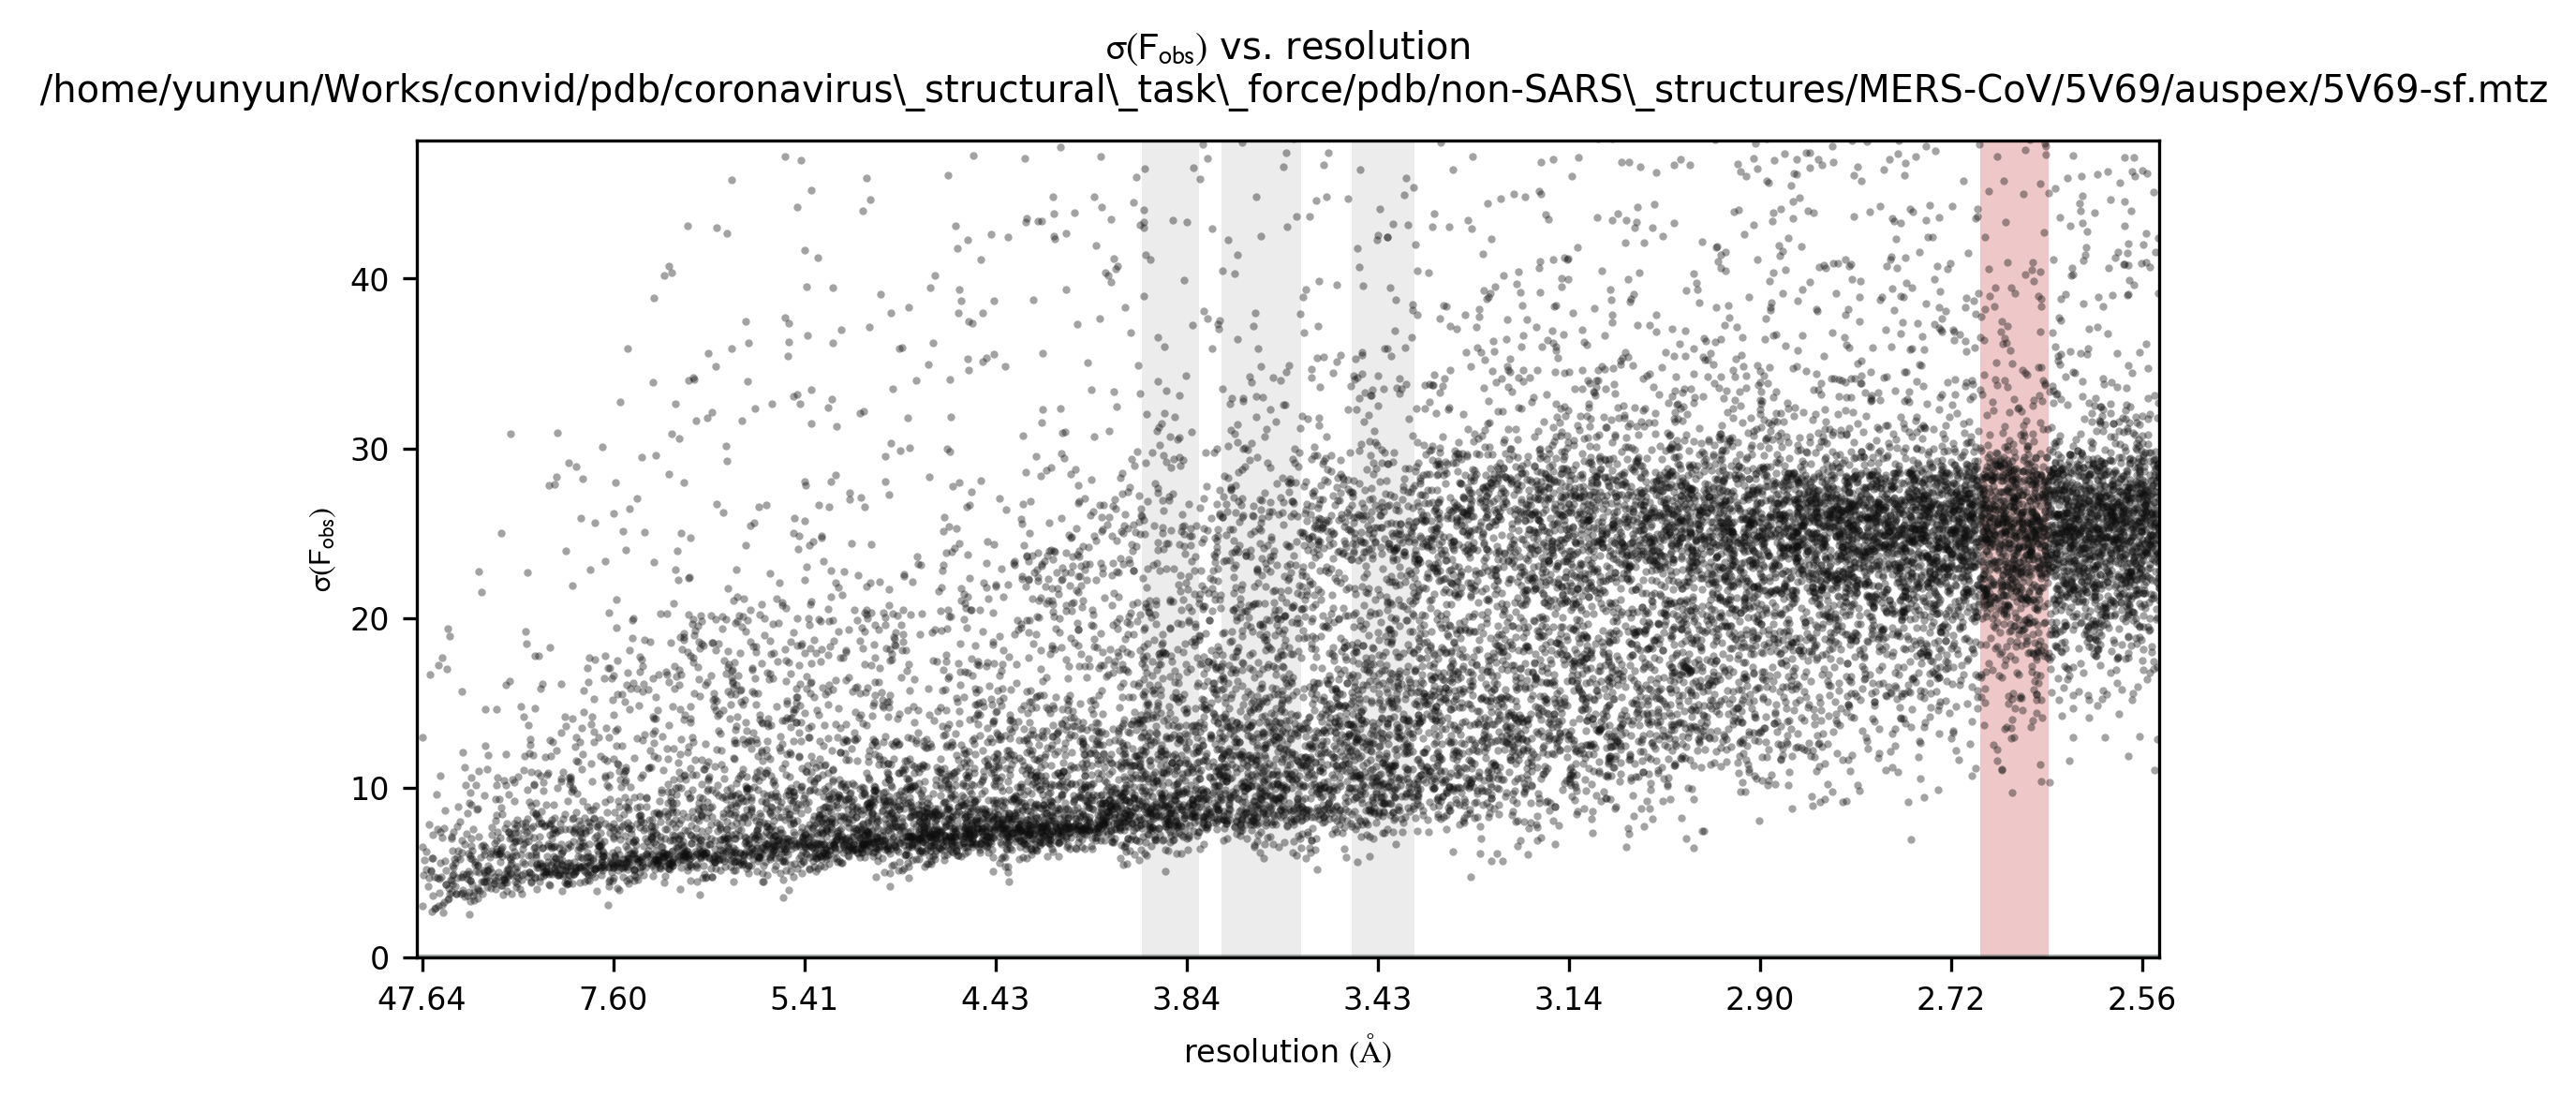 σ(F_obs) vs. resolution
/home/yunyun/Works/convid/pdb/coronavirus\_structural\_task\_force/pdb/non-SARS\_structures/MERS-CoV/5V69/auspex/5V69-sf.mtz
40
30
20
10
0
σ(F_obs)
47.64 7.60 5.41 4.43 3.84 3.43 3.14 2.90 2.72 2.56
resolution (Å)